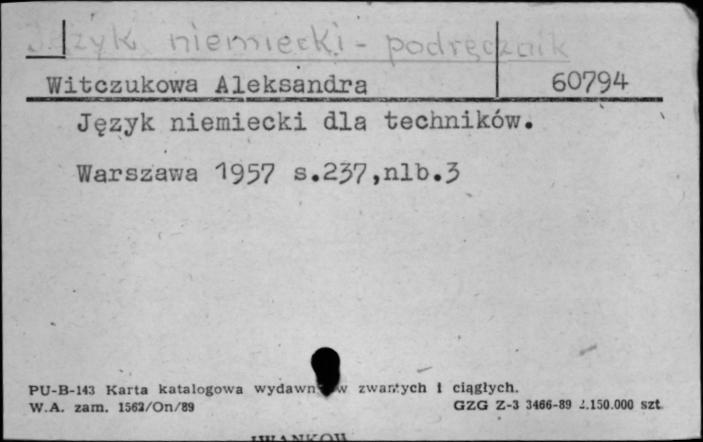 Język niemiecki - podręcznik
Witczukowa Aleksandra 60794
Język niemiecki dla techników.
Warszawa 1957 s.237,nlb.3
PU-B-143 Karta katalogowa wydawn w zwartych i ciągłych.
W.A. zam. 1562/On/89 GZG Z-3 3466-89 2.150.000 szt